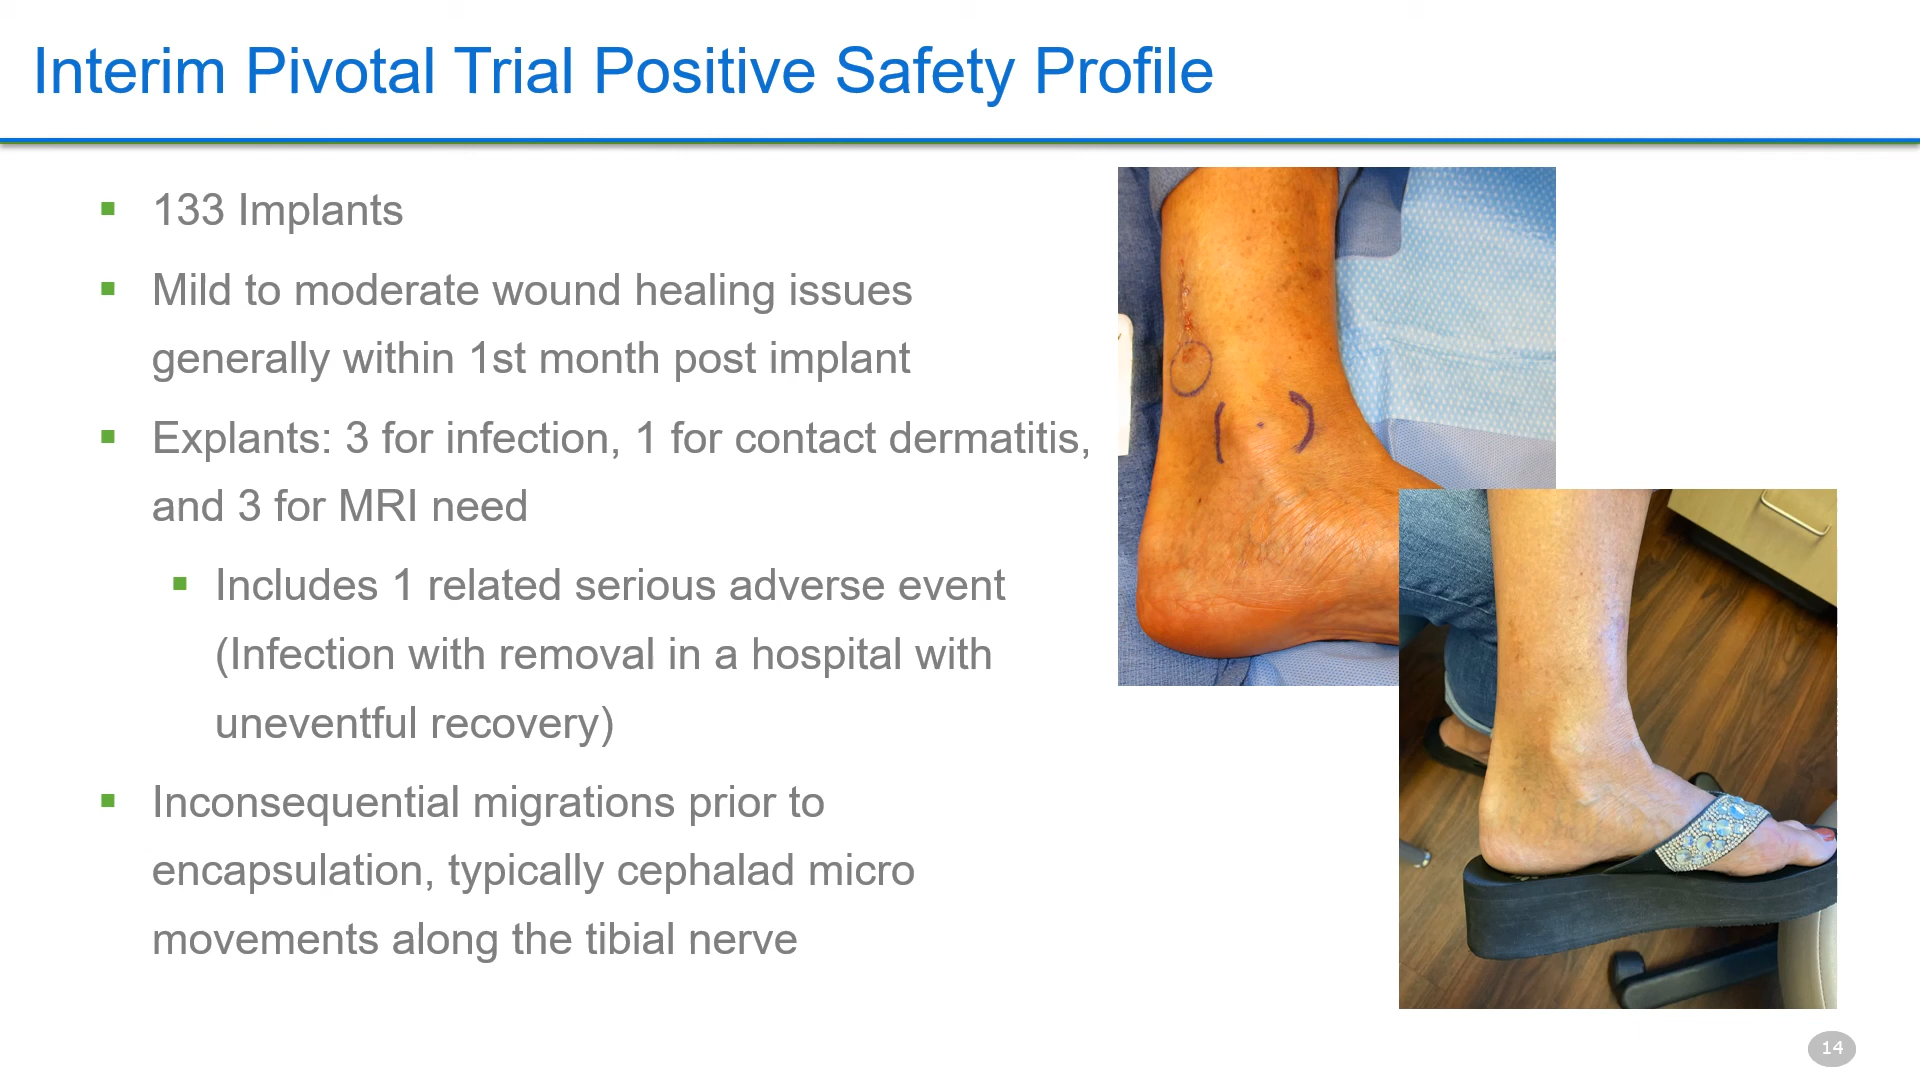 Interim Pivotal Trial Positive Safety Profile
133 Implants
Mild to moderate wound healing issues
generally within 1st month post implant
Explants: 3 for infection, 1 for contact dermatitis,
and 3 for MRI need
Includes 1 related serious adverse event
(Infection with removal in a hospital with
uneventful recovery)
Inconsequential migrations prior to
encapsulation, typically cephalad micro
movements along the tibial nerve
14